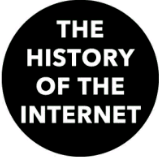 THE
HISTORY
OF THE
INTERNET